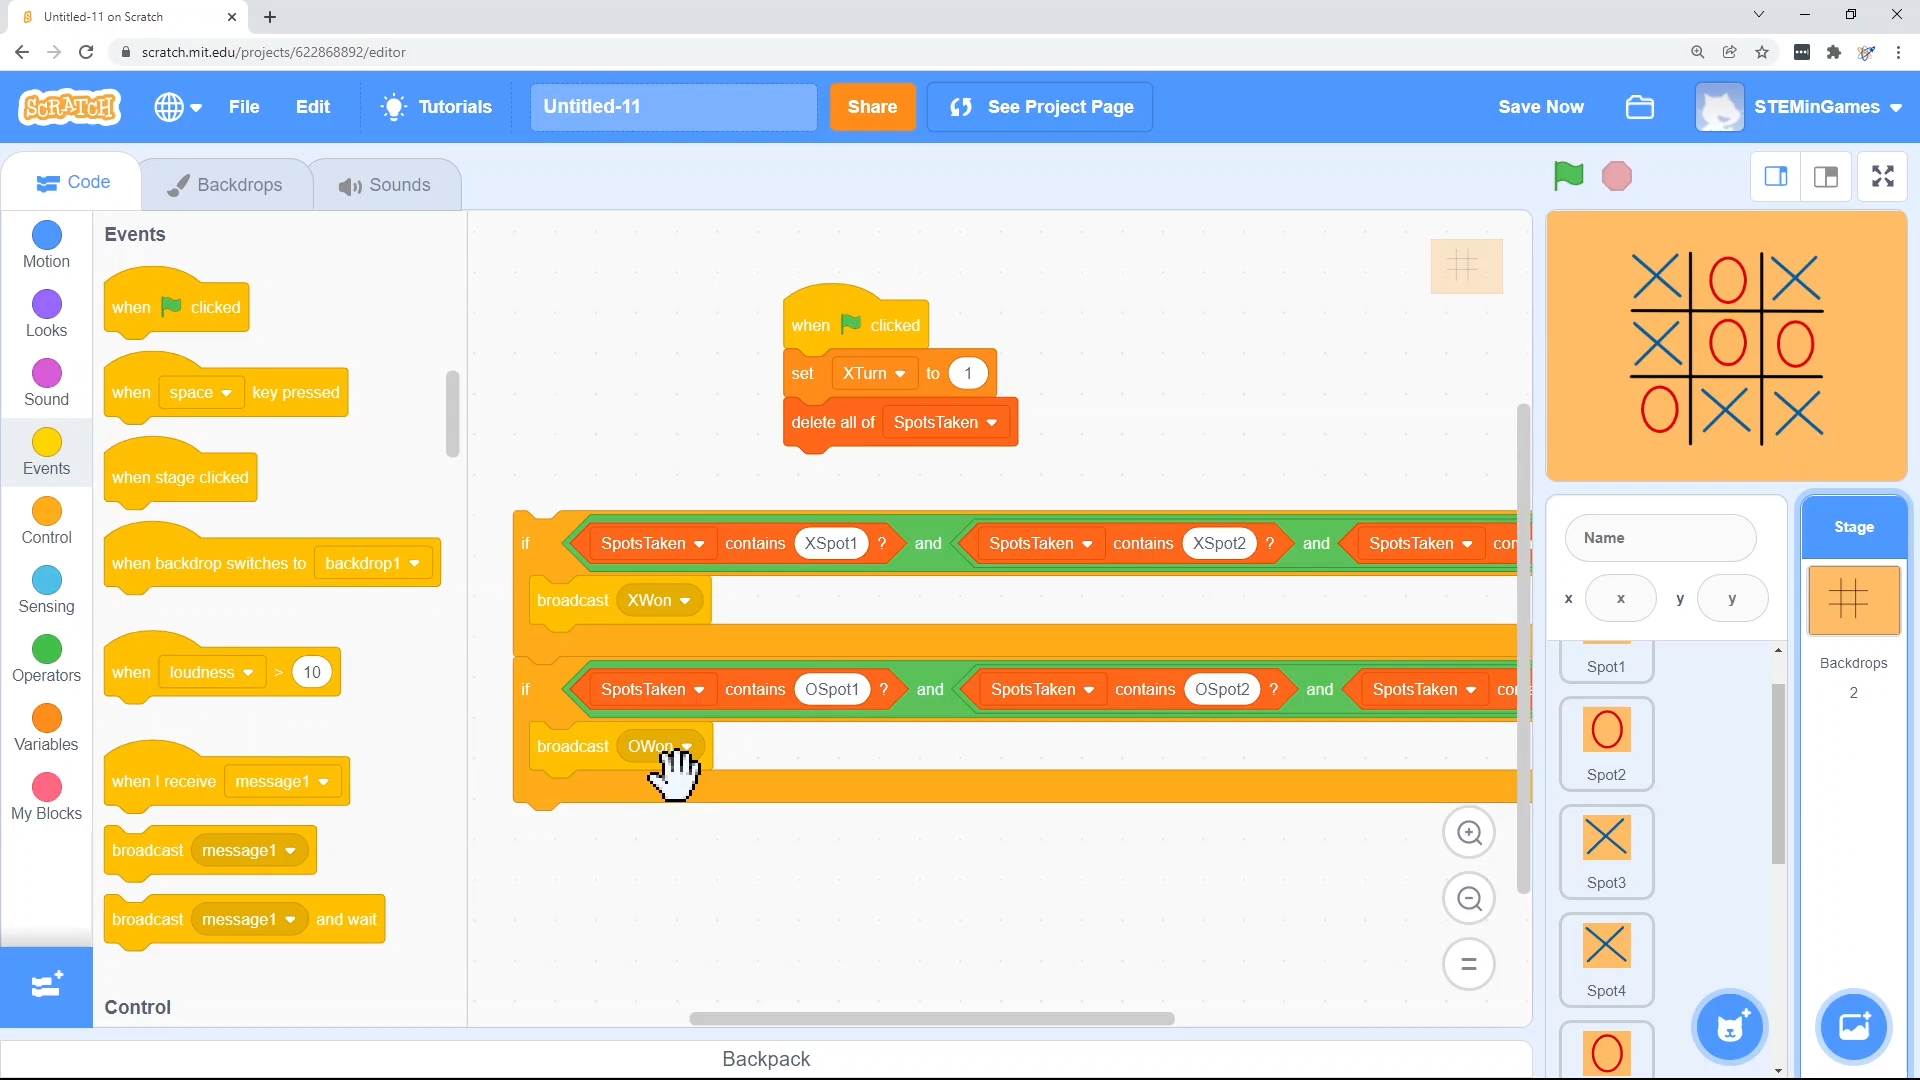 Untitled-11 on Scratch
scratch.mit.edu/projects/622868892/editor
SCRATCH
File
Edit
Tutorials
Untitled-11
Share
See Project Page
Save Now
STEMinGames
Code
Backdrops
Sounds
Motion
Looks
Sound
Events
Control
Sensing
Operators
Variables
My Blocks
Events
when clicked
when space key pressed
when stage clicked
when backdrop switches to backdrop1
when loudness > 10
when I receive message1
broadcast message1
broadcast message1 and wait
Control
when clicked
set XTurn to 1
delete all of SpotsTaken
if SpotsTaken contains XSpot1 ? and SpotsTaken contains XSpot2 ? and SpotsTaken con
broadcast XWon
if SpotsTaken contains OSpot1 ? and SpotsTaken contains OSpot2 ? and SpotsTaken co
broadcast OWon
Backpack
Name
x x y y
Spot1
Spot2
Spot3
Spot4
Stage
Backdrops
2